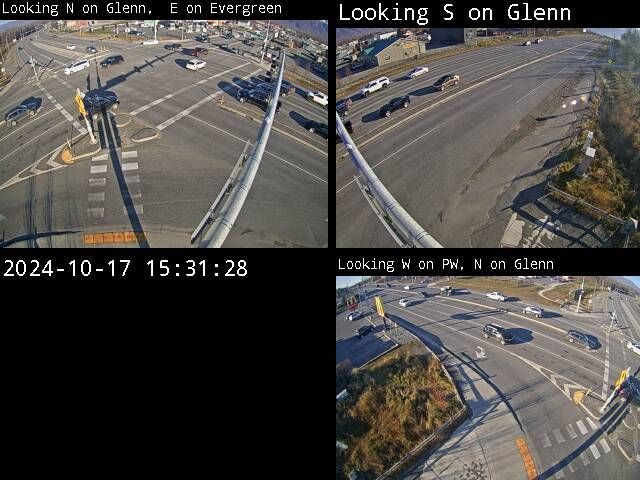 Looking N on Glenn,  E on Evergreen
Looking S on Glenn
2024-10-17 15:31:28
Looking W on PW, N on Glenn